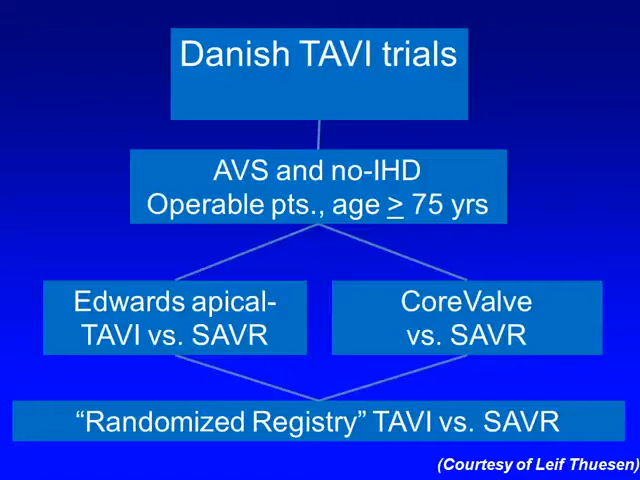 Danish TAVI trials
AVS and no-IHD
Operable pts., age ≥ 75 yrs
Edwards apical-
TAVI vs. SAVR
CoreValve
vs. SAVR
“Randomized Registry” TAVI vs. SAVR
(Courtesy of Leif Thuesen)